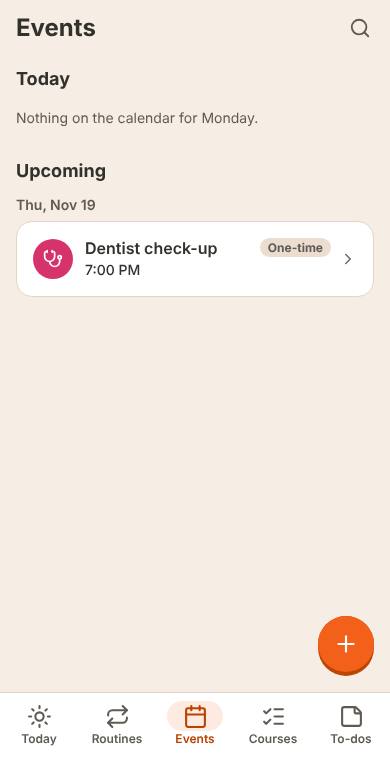 Events
Today
Nothing on the calendar for Monday.
Upcoming
Thu, Nov 19
Dentist check-up
One-time
7:00 PM
Today
Routines
Events
Courses
To-dos